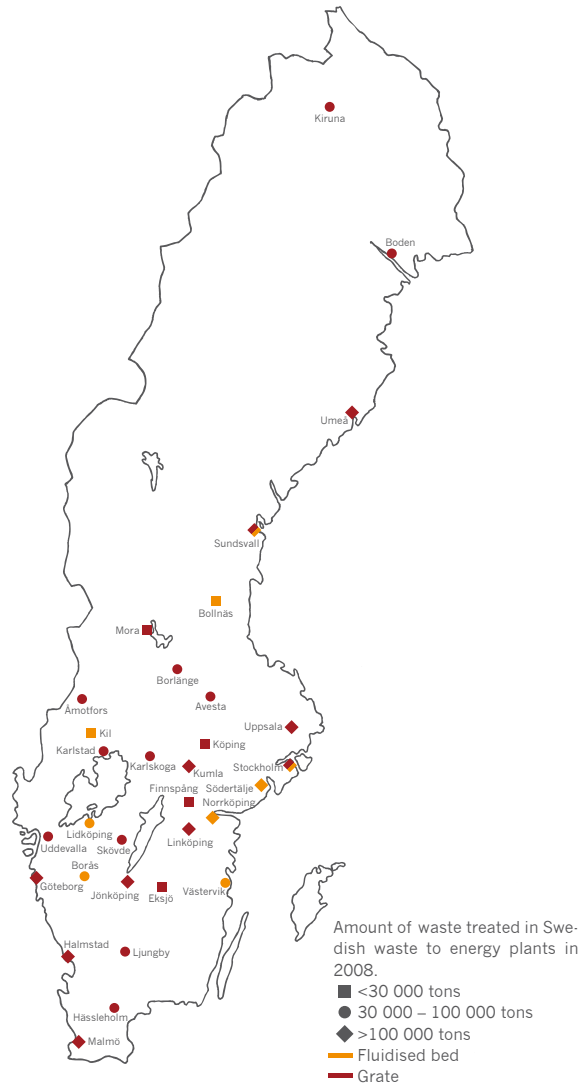 Kiruna
Boden
Umeå
Sundsvall
Bollnäs
Mora
Borlänge
Avesta
Åmotfors
Uppsala
Kil
Köping
Karlstad
Karlskoga
Kumla
Stockholm
Södertälje
Finnspång
Norrköping
Lidköping
Uddevalla
Skövde
Linköping
Borås
Göteborg
Jönköping
Eksjö
Västervik
Halmstad
Ljungby
Hässleholm
Malmö
Amount of waste treated in Swe-
dish waste to energy plants in
2008.
<30 000 tons
30 000 – 100 000 tons
>100 000 tons
Fluidised bed
Grate